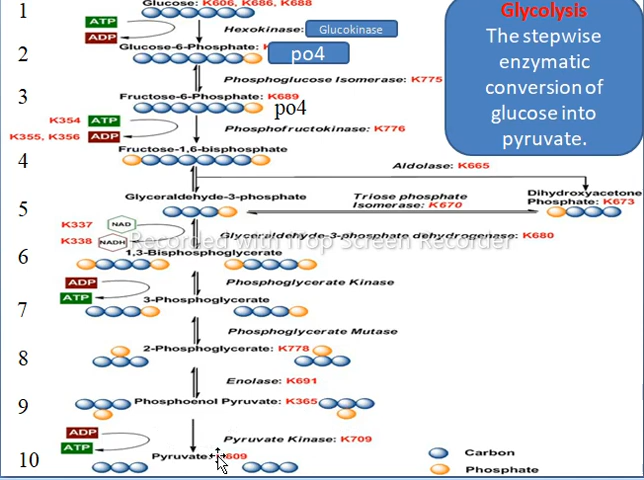 1
Glucose: K606, K686, K688
ATP
ADP
Hexokinase:
Glucokinase
2
Glucose-6-Phosphate:
po4
Phosphoglucose Isomerase: K775
3
Fructose-6-Phosphate: K689
po4
K354 ATP
K355, K356 ADP
Phosphofructokinase: K776
Fructose-1,6-bisphosphate
4
Aldolase: K665
Glyceraldehyde-3-phosphate
Dihydroxyacetone
Phosphate: K673
5
Triose phosphate
Isomerase: K670
K337 NAD
K338 NADH
Glyceraldehyde-3-phosphate dehydrogenase: K680
Recorded with iTop Screen Recorder
6
1,3-Bisphosphoglycerate
ADP
ATP
Phosphoglycerate Kinase
7
3-Phosphoglycerate
Phosphoglycerate Mutase
8
2-Phosphoglycerate: K778
Enolase: K691
9
Phosphoenol Pyruvate: K365
ADP
ATP
Pyruvate Kinase: K709
10
Pyruvate: 609
Carbon
Phosphate
Glycolysis
The stepwise
enzymatic
conversion of
glucose into
pyruvate.